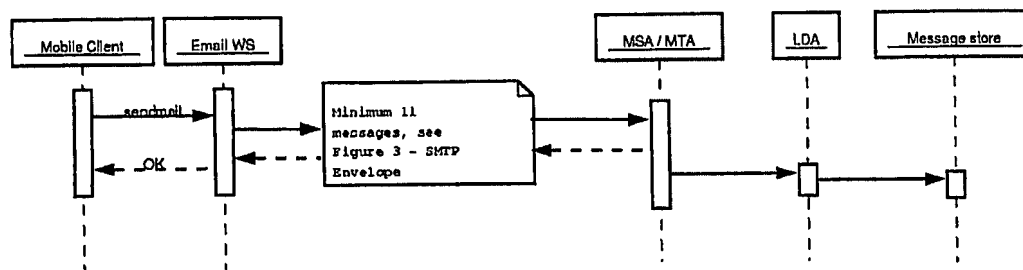 Mobile Client
Email WS
MSA / MTA
LDA
Message store
sendmail
OK
Minimum 11
messages, see
Figure 3 - SMTP
Envelope